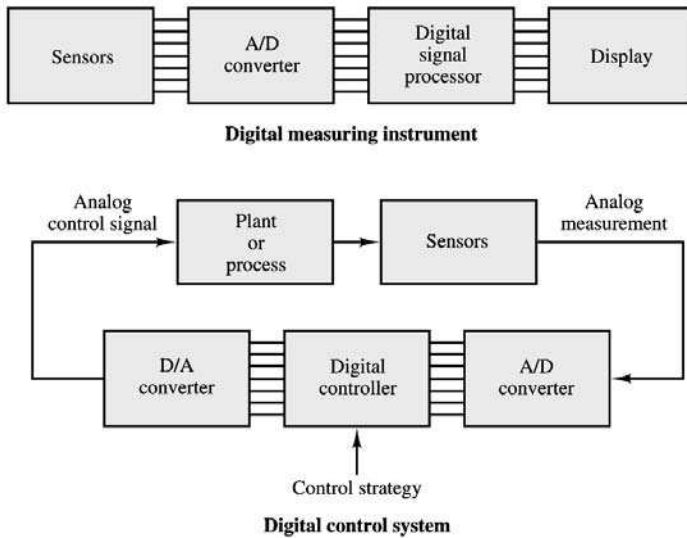 Sensors
A/D
converter
Digital
signal
processor
Display
Digital measuring instrument
Analog
control signal
Plant
or
process
Sensors
Analog
measurement
D/A
converter
Digital
controller
A/D
converter
Control strategy
Digital control system